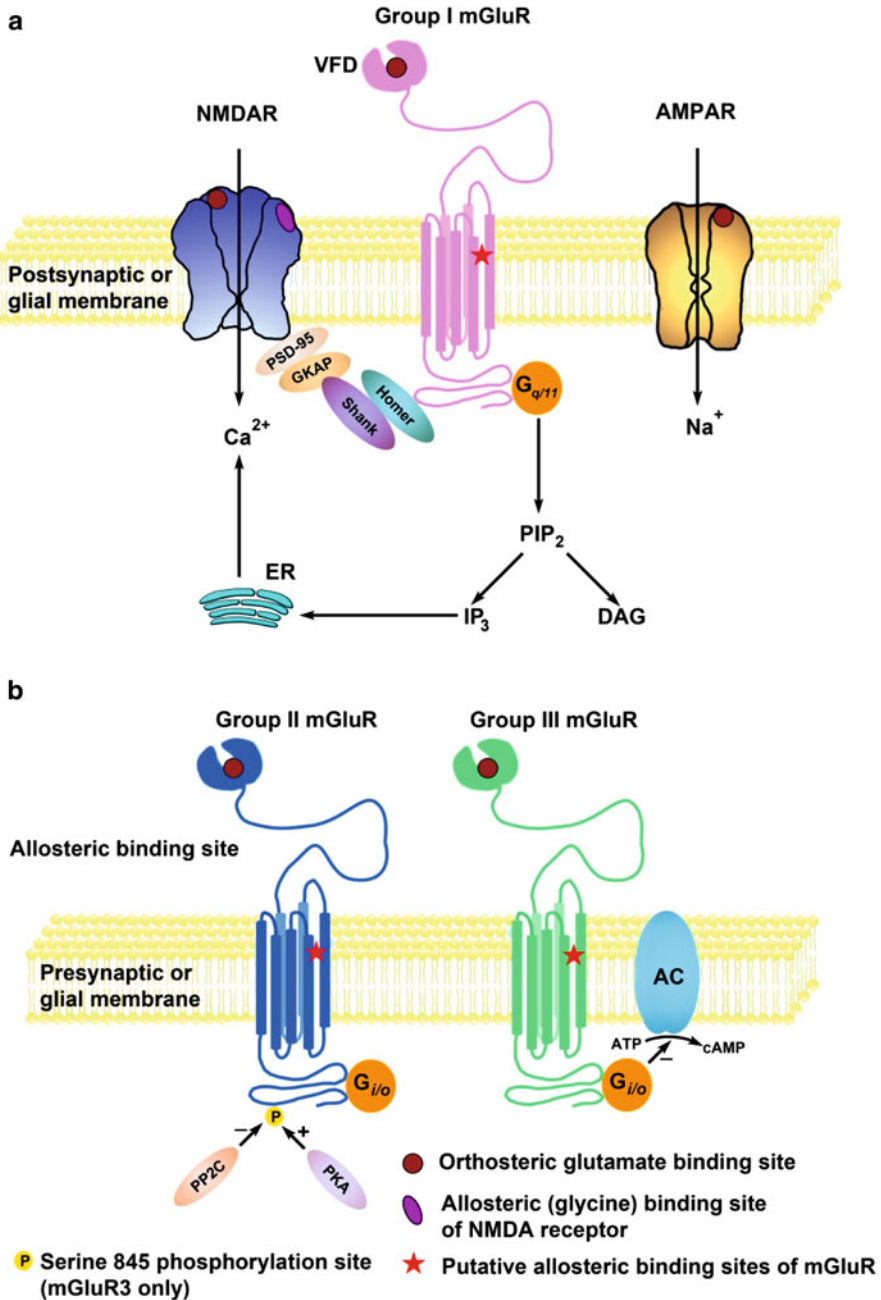 a
Group I mGluR
VFD
NMDAR
AMPAR
Postsynaptic or
glial membrane
PSD-95
GKAP
Shank
Homer
Gq/11
Ca2+
Na+
PIP2
ER
IP3
DAG
b
Group II mGluR
Group III mGluR
Allosteric binding site
Presynaptic or
glial membrane
AC
ATP
cAMP
–
Gi/o
Gi/o
P
–
+
PP2C
PKA
Orthosteric glutamate binding site
Allosteric (glycine) binding site
of NMDA receptor
P Serine 845 phosphorylation site
(mGluR3 only)
Putative allosteric binding sites of mGluR